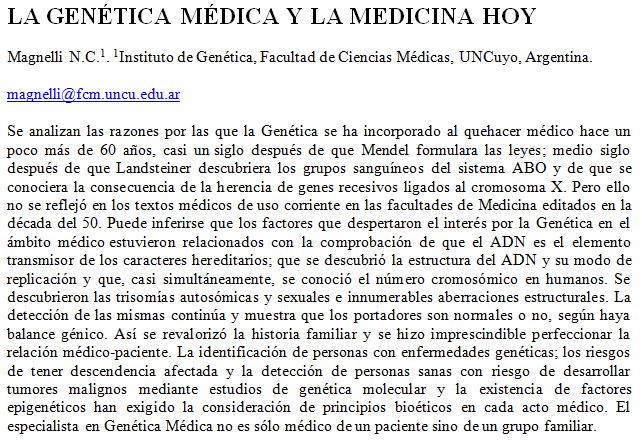 LA GENÉTICA MÉDICA Y LA MEDICINA HOY
Magnelli N.C.¹. ¹Instituto de Genética, Facultad de Ciencias Médicas, UNCuyo, Argentina.
magnelli@fcm.uncu.edu.ar
Se analizan las razones por las que la Genética se ha incorporado al quehacer médico hace un
poco más de 60 años, casi un siglo después de que Mendel formulara las leyes; medio siglo
después de que Landsteiner descubriera los grupos sanguíneos del sistema ABO y de que se
conociera la consecuencia de la herencia de genes recesivos ligados al cromosoma X. Pero ello
no se reflejó en los textos médicos de uso corriente en las facultades de Medicina editados en la
década del 50. Puede inferirse que los factores que despertaron el interés por la Genética en el
ámbito médico estuvieron relacionados con la comprobación de que el ADN es el elemento
transmisor de los caracteres hereditarios; que se descubrió la estructura del ADN y su modo de
replicación y que, casi simultáneamente, se conoció el número cromosómico en humanos. Se
descubrieron las trisomías autosómicas y sexuales e innumerables aberraciones estructurales. La
detección de las mismas continúa y muestra que los portadores son normales o no, según haya
balance génico. Así se revalorizó la historia familiar y se hizo imprescindible perfeccionar la
relación médico-paciente. La identificación de personas con enfermedades genéticas; los riesgos
de tener descendencia afectada y la detección de personas sanas con riesgo de desarrollar
tumores malignos mediante estudios de genética molecular y la existencia de factores
epigenéticos han exigido la consideración de principios bioéticos en cada acto médico. El
especialista en Genética Médica no es sólo médico de un paciente sino de un grupo familiar.